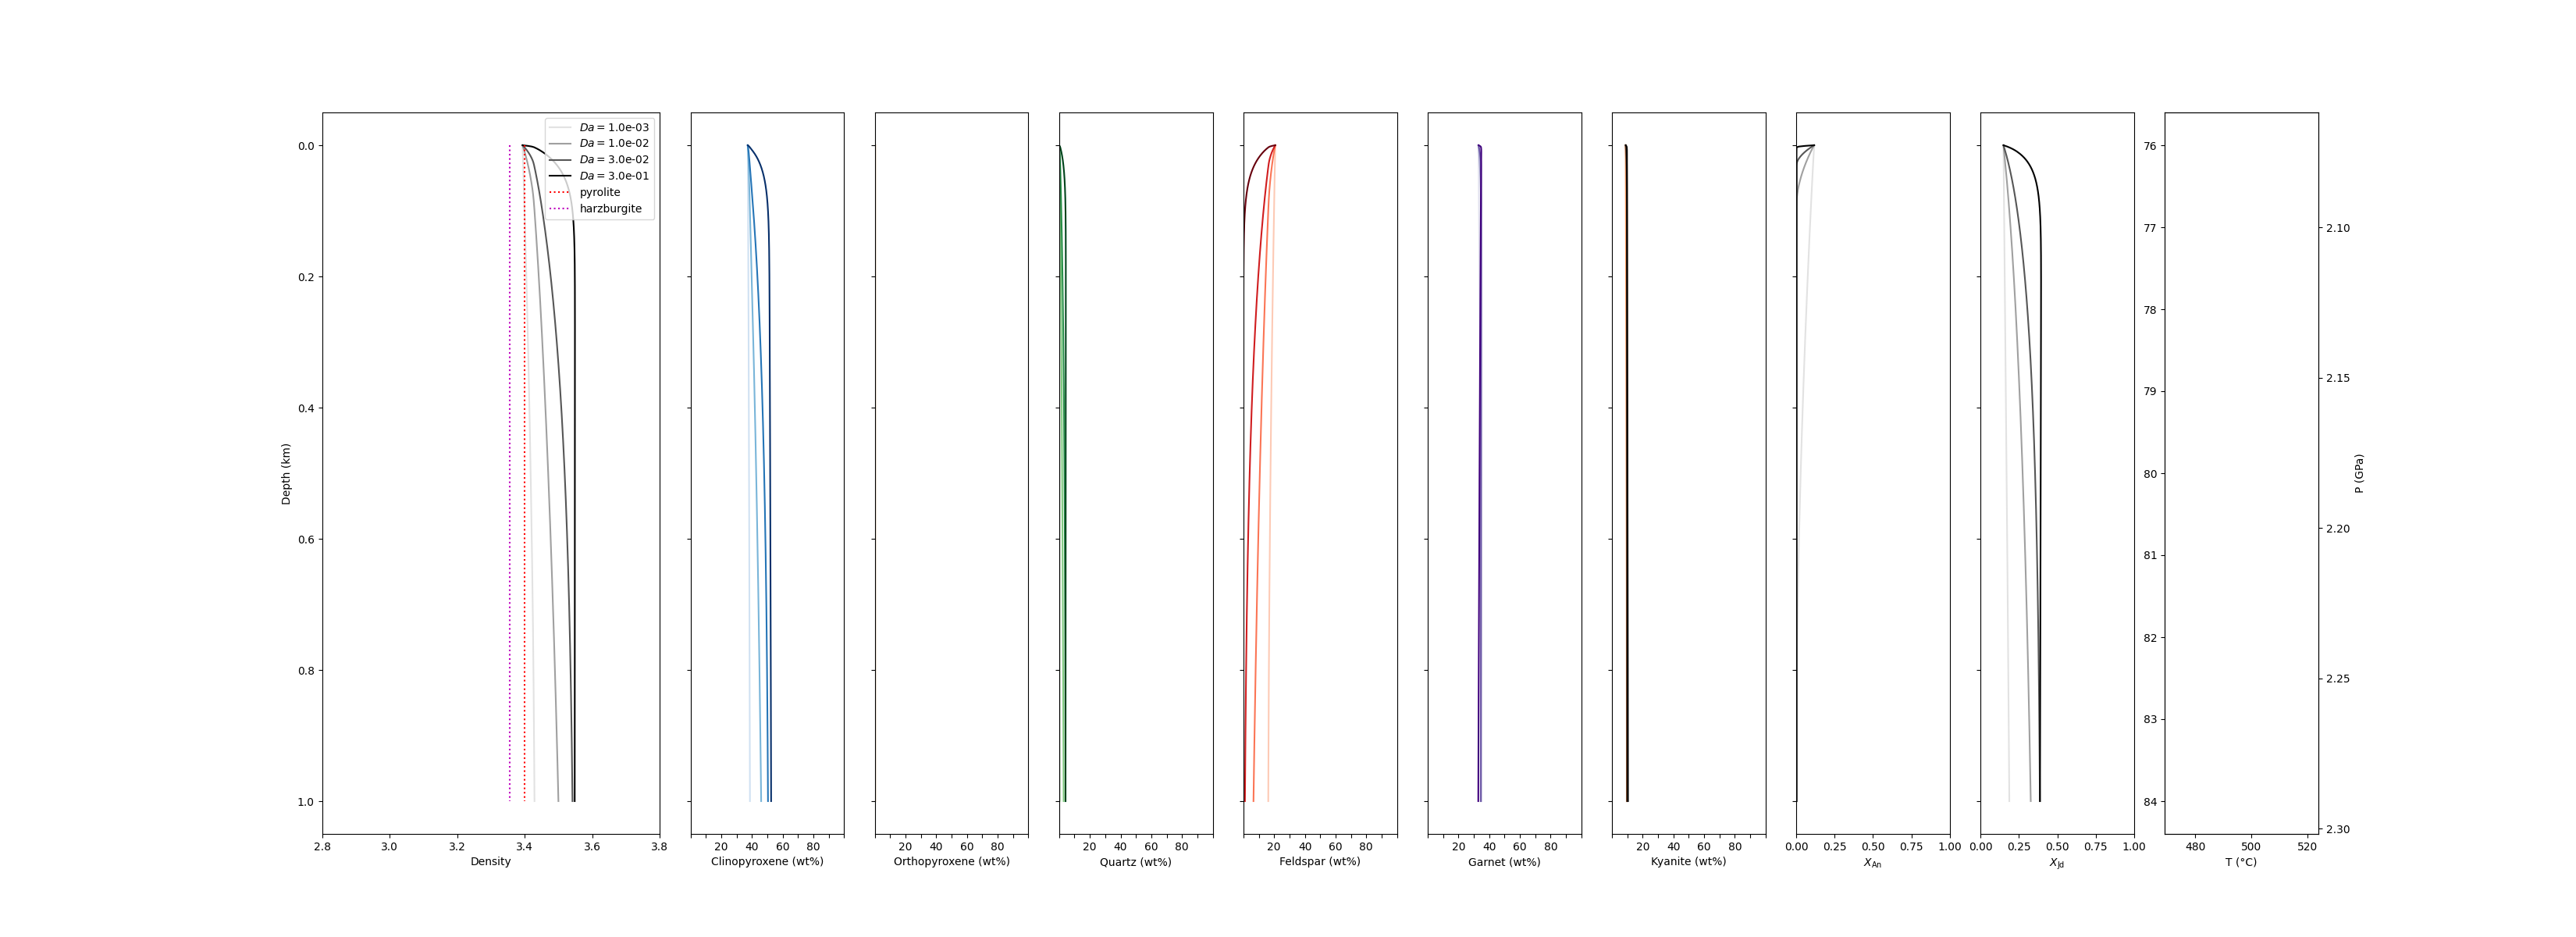 Da = 1.0e-03
Da = 1.0e-02
Da = 3.0e-02
Da = 3.0e-01
pyrolite
harzburgite
0.0
0.2
0.4
0.6
0.8
1.0
Depth (km)
2.8 3.0 3.2 3.4 3.6 3.8
Density
20 40 60 80
Clinopyroxene (wt%)
20 40 60 80
Orthopyroxene (wt%)
20 40 60 80
Quartz (wt%)
20 40 60 80
Feldspar (wt%)
20 40 60 80
Garnet (wt%)
20 40 60 80
Kyanite (wt%)
0.00 0.25 0.50 0.75 1.00
XAn
0.00 0.25 0.50 0.75 1.00
XJd
76
77
78
79
80
81
82
83
84
480 500 520
T (°C)
2.10
2.15
2.20
2.25
2.30
P (GPa)